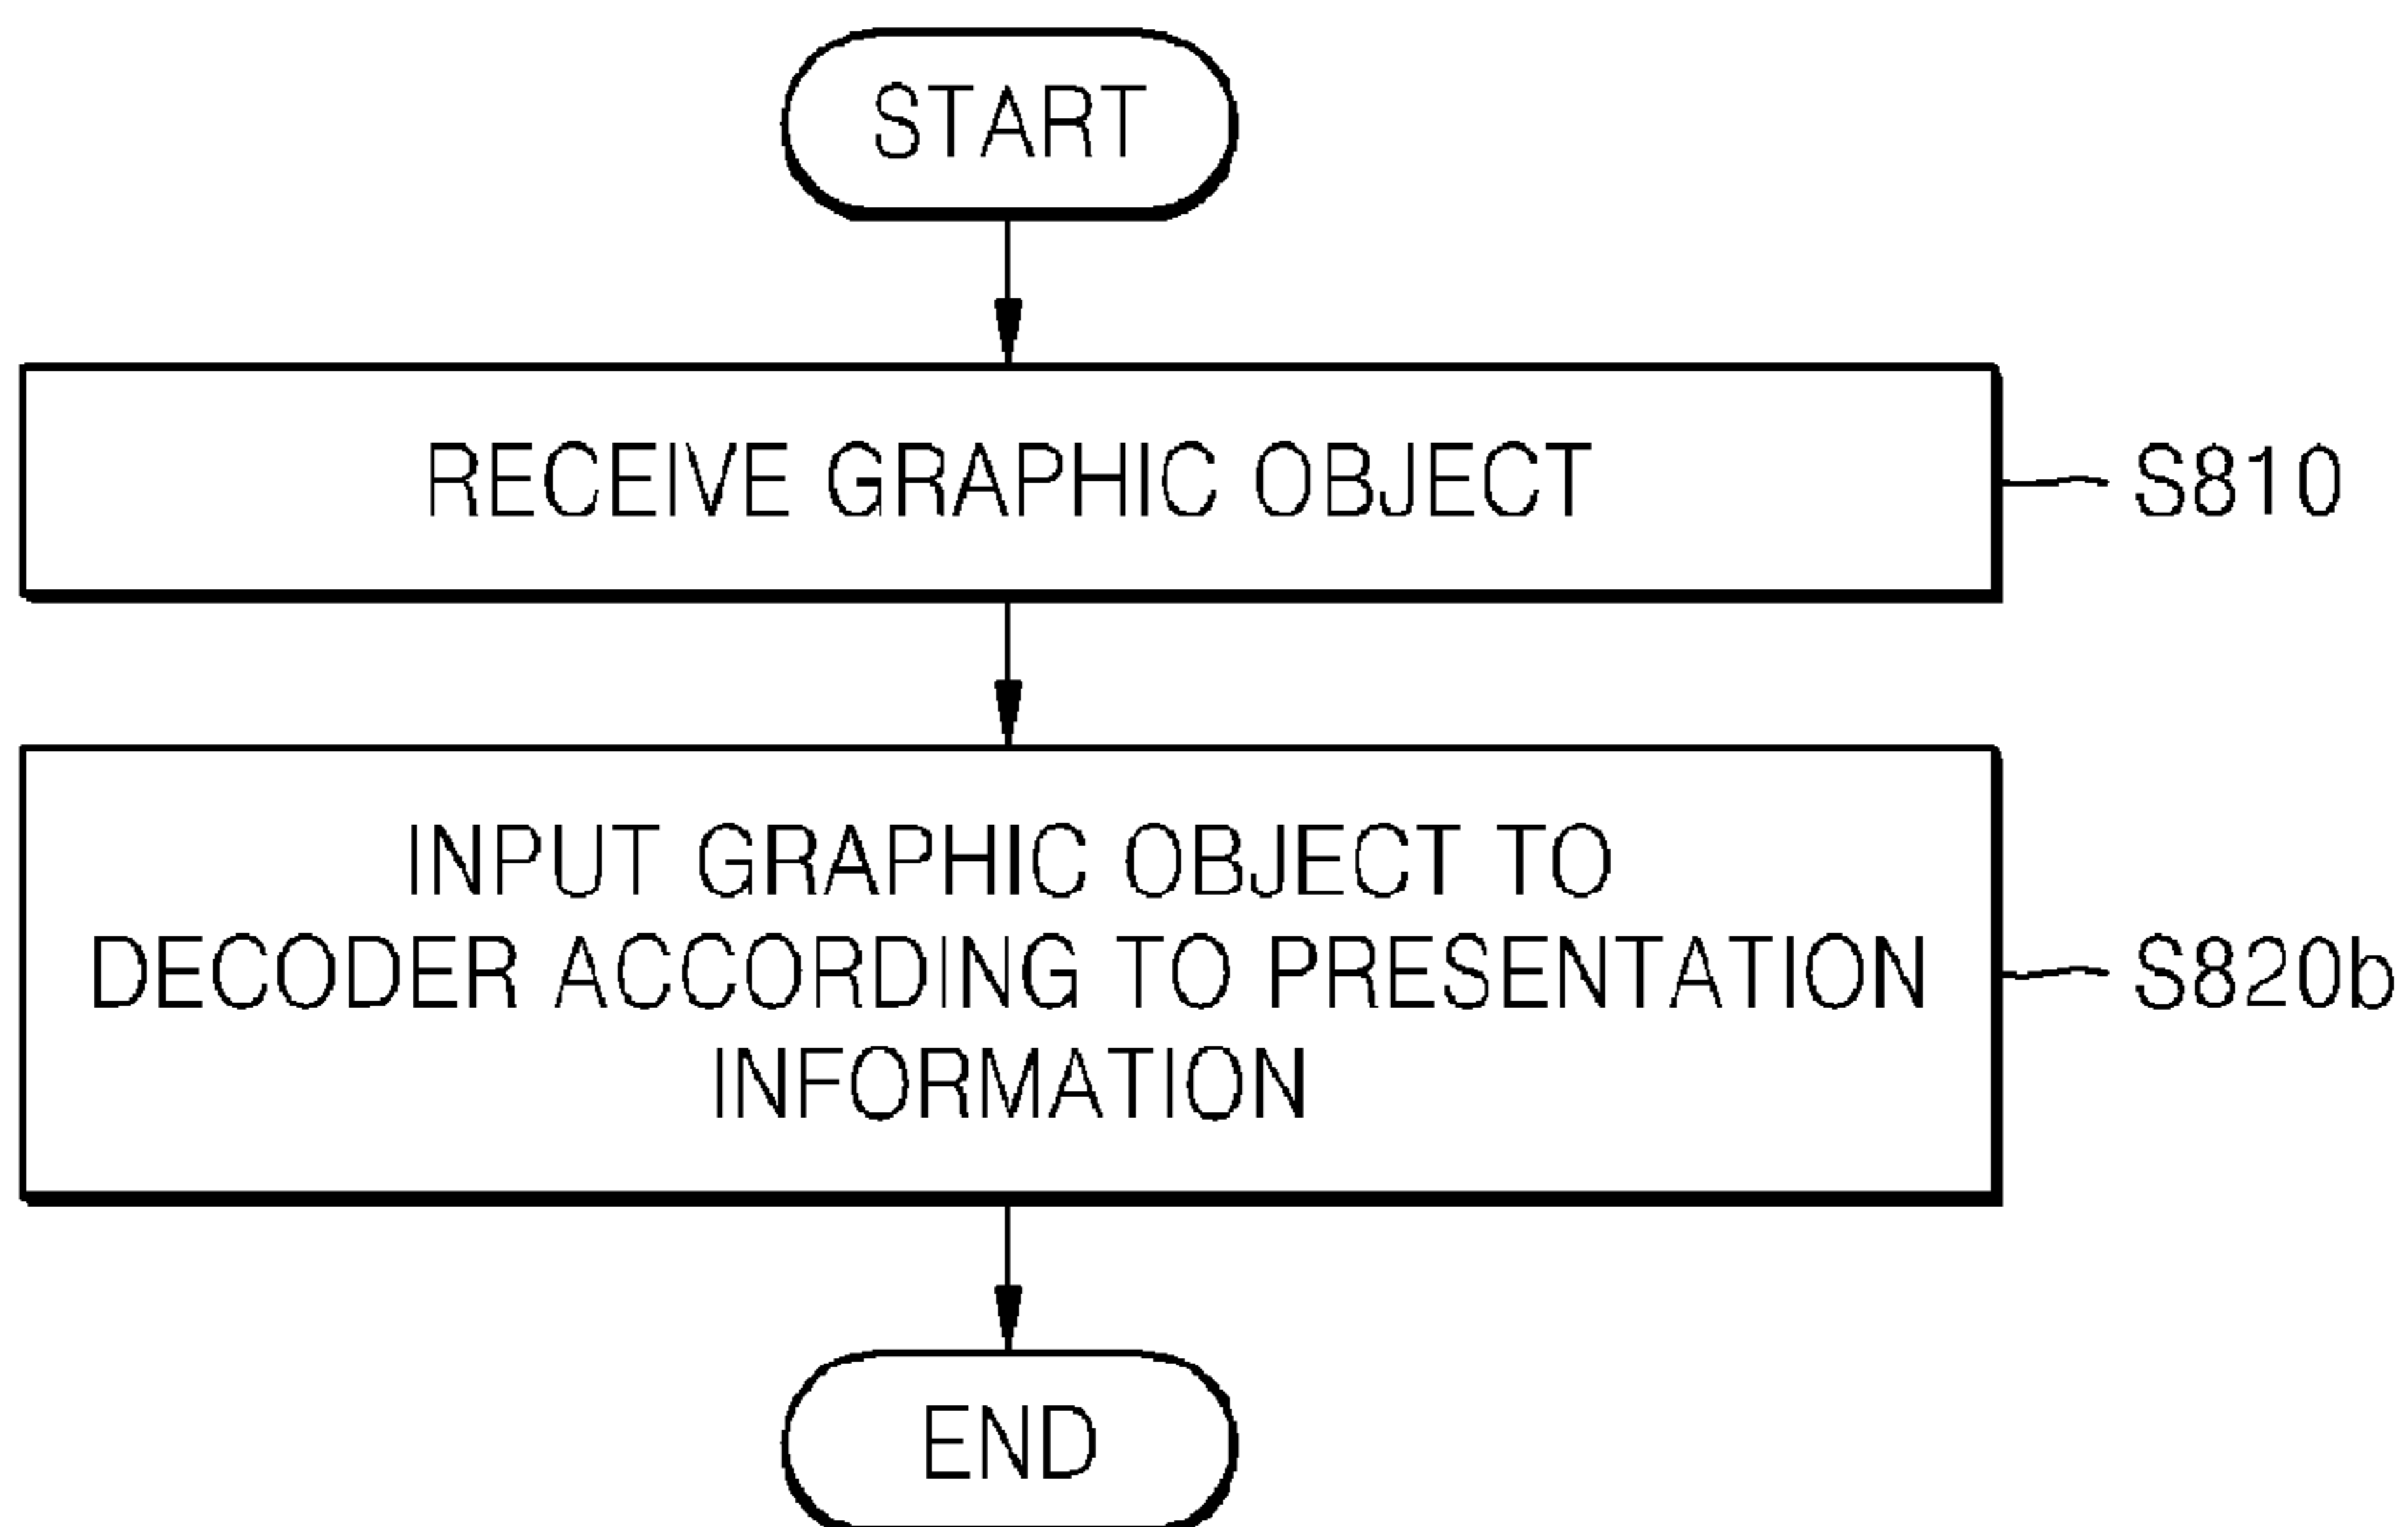 START
RECEIVE GRAPHIC OBJECT
S810
INPUT GRAPHIC OBJECT TO
DECODER ACCORDING TO PRESENTATION
INFORMATION
S820b
END